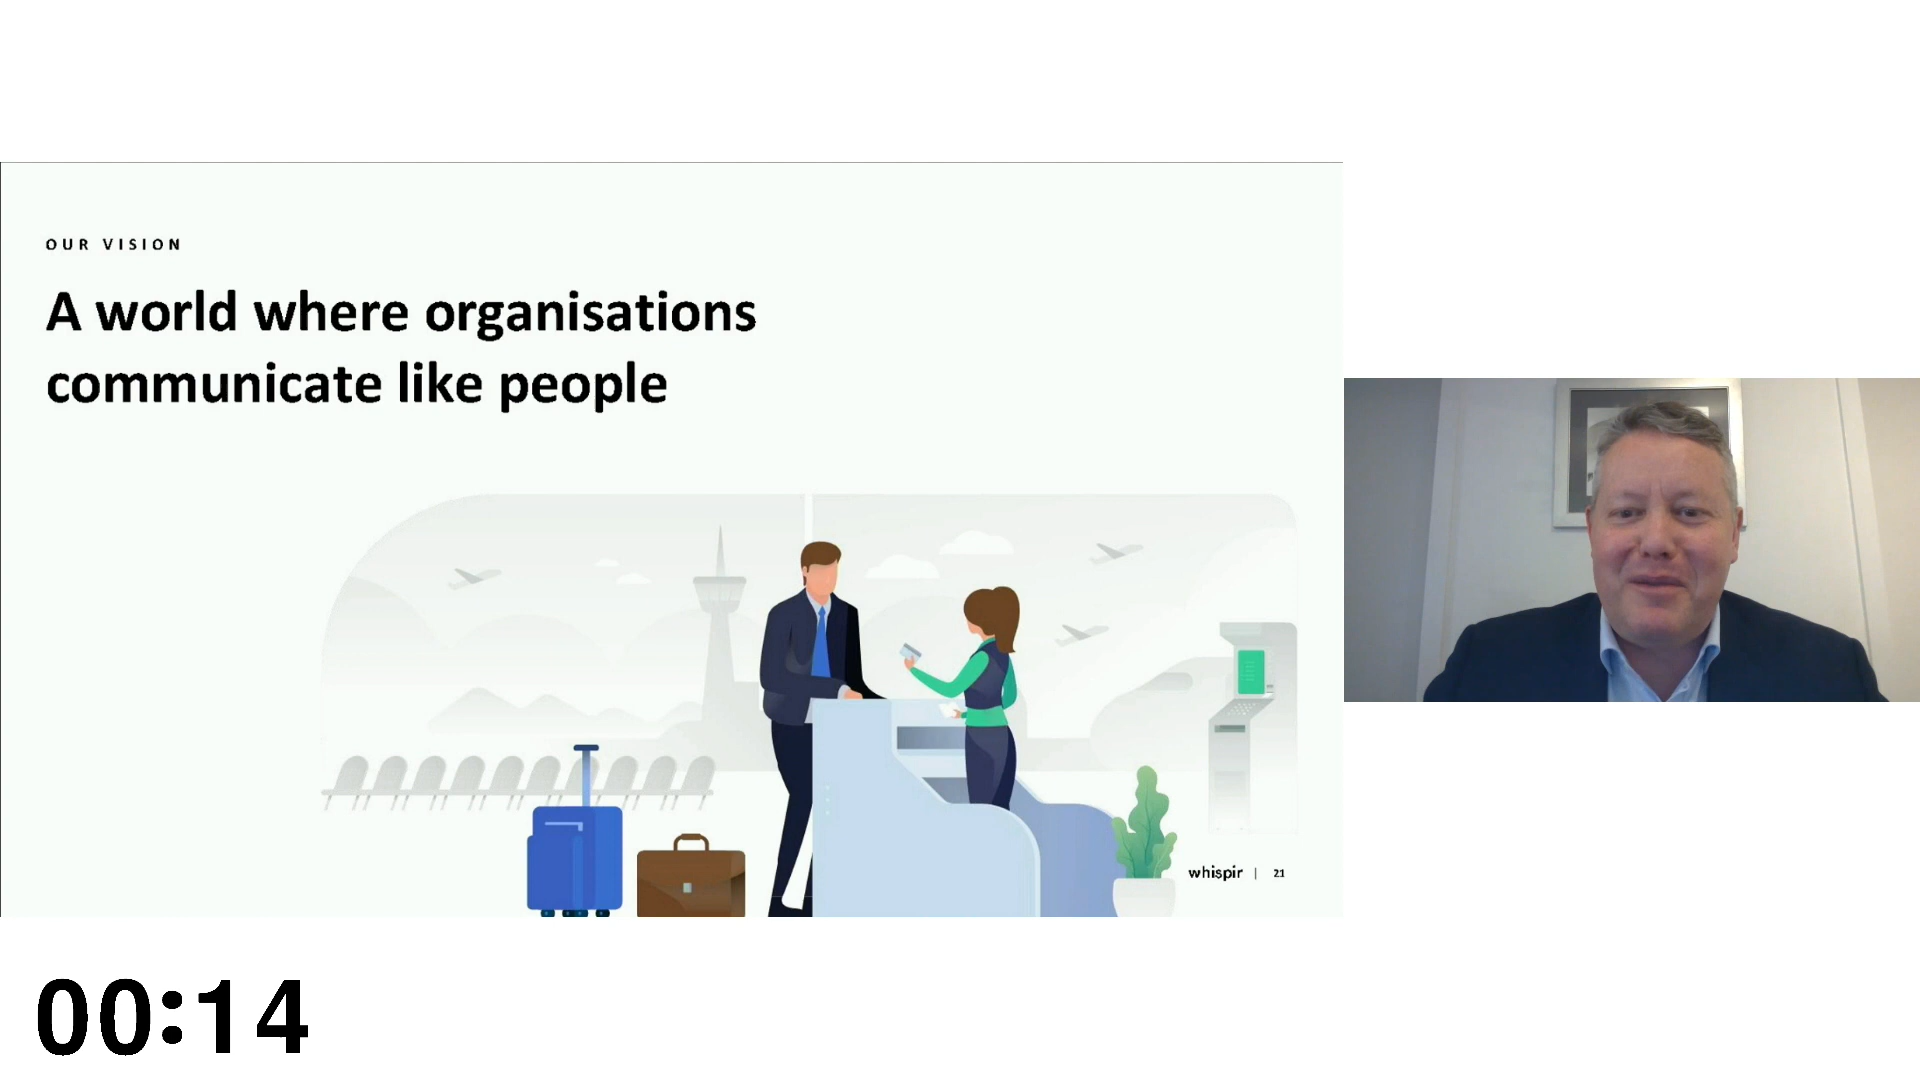 OUR VISION
A world where organisations
communicate like people
whispir | 21
00:14